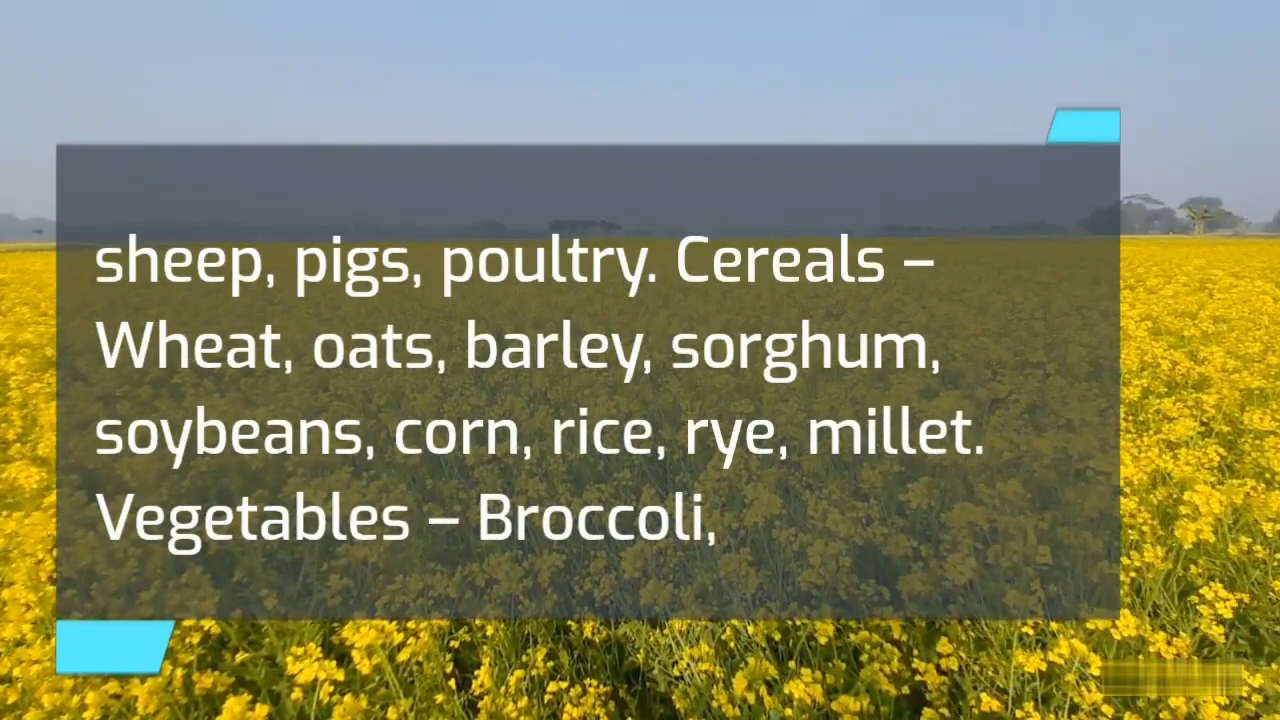 sheep, pigs, poultry. Cereals –
Wheat, oats, barley, sorghum,
soybeans, corn, rice, rye, millet.
Vegetables – Broccoli,